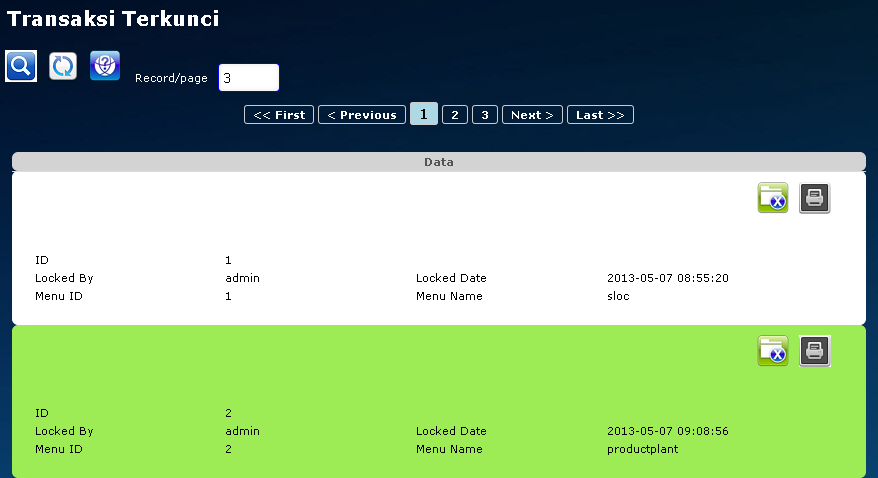 Transaksi Terkunci
Record/page 3
<< First < Previous 1 2 3 Next > Last >>
Data
ID 1
Locked By admin Locked Date 2013-05-07 08:55:20
Menu ID 1 Menu Name sloc
ID 2
Locked By admin Locked Date 2013-05-07 09:08:56
Menu ID 2 Menu Name productplant